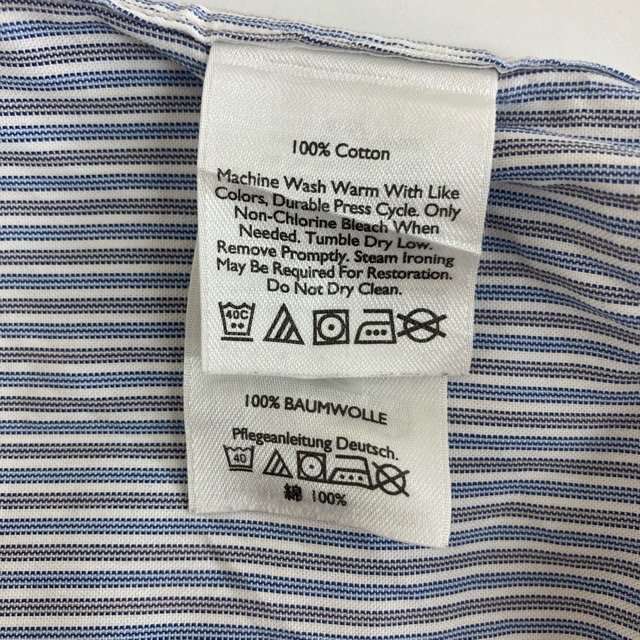 100% Cotton
Machine Wash Warm With Like
Colors, Durable Press Cycle. Only
Non-Chlorine Bleach When
Needed. Tumble Dry Low.
Remove Promptly. Steam Ironing
May Be Required For Restoration.
Do Not Dry Clean.
40C
100% BAUMWOLLE
Pflegeanleitung Deutsch.
40
綿 100%